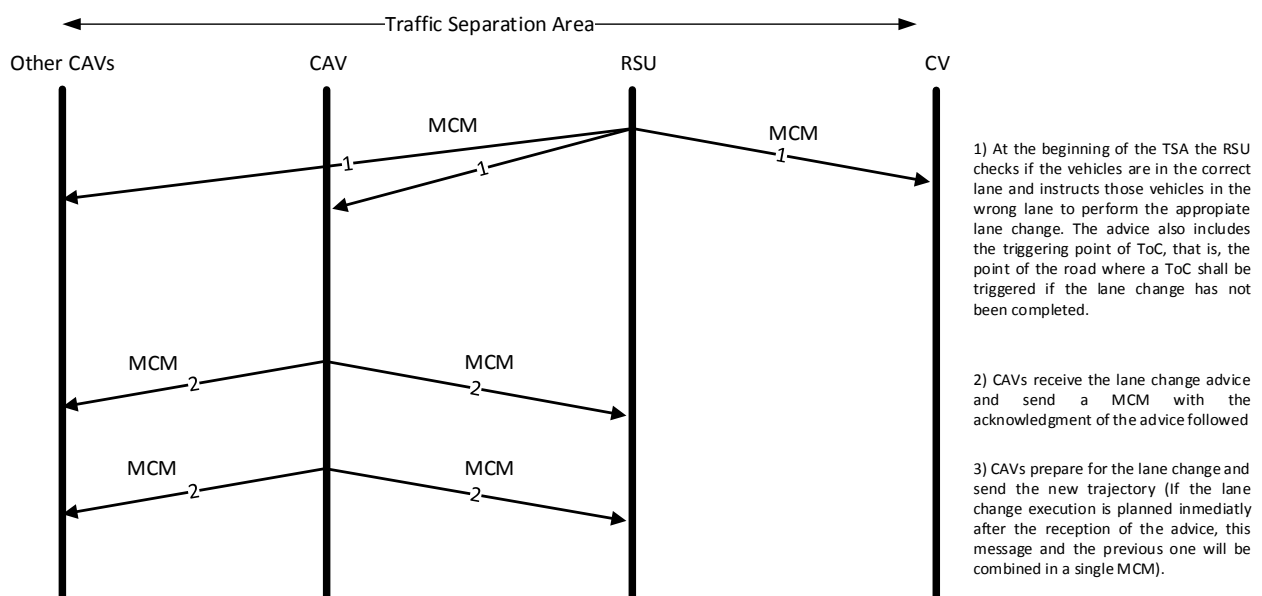 Traffic Separation Area
Other CAVs
CAV
RSU
CV
MCM
MCM
1
1
1
1) At the beginning of the TSA the RSU
checks if the vehicles are in the correct
lane and instructs those vehicles in the
wrong lane to perform the appropiate
lane change. The advice also includes
the triggering point of ToC, that is, the
point of the road where a ToC shall be
triggered if the lane change has not
been completed.
MCM
MCM
2
2
2) CAVs receive the lane change advice
and send a MCM with the
acknowledgment of the advice followed
MCM
MCM
2
2
3) CAVs prepare for the lane change and
send the new trajectory (If the lane
change execution is planned inmediatly
after the reception of the advice, this
message and the previous one will be
combined in a single MCM).